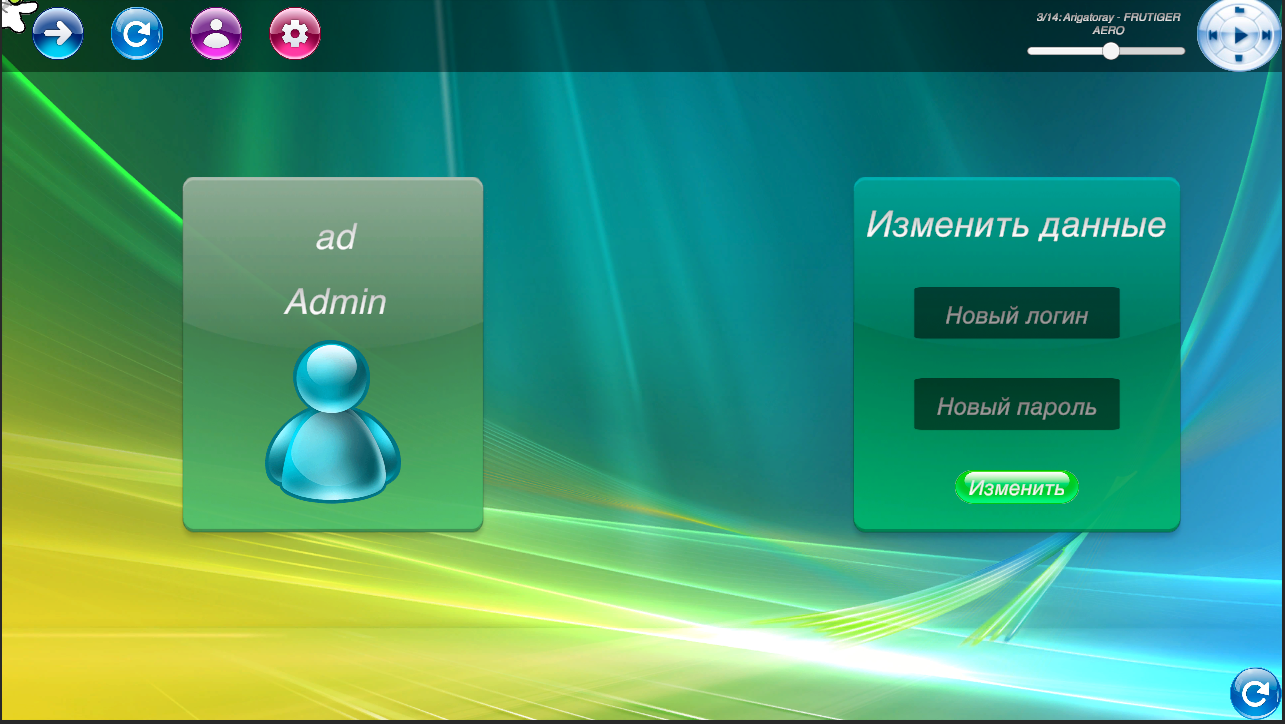 3/14: Arigatoray - FRUTIGER
AERO
ad
Admin
Изменить данные
Новый логин
Новый пароль
Изменить